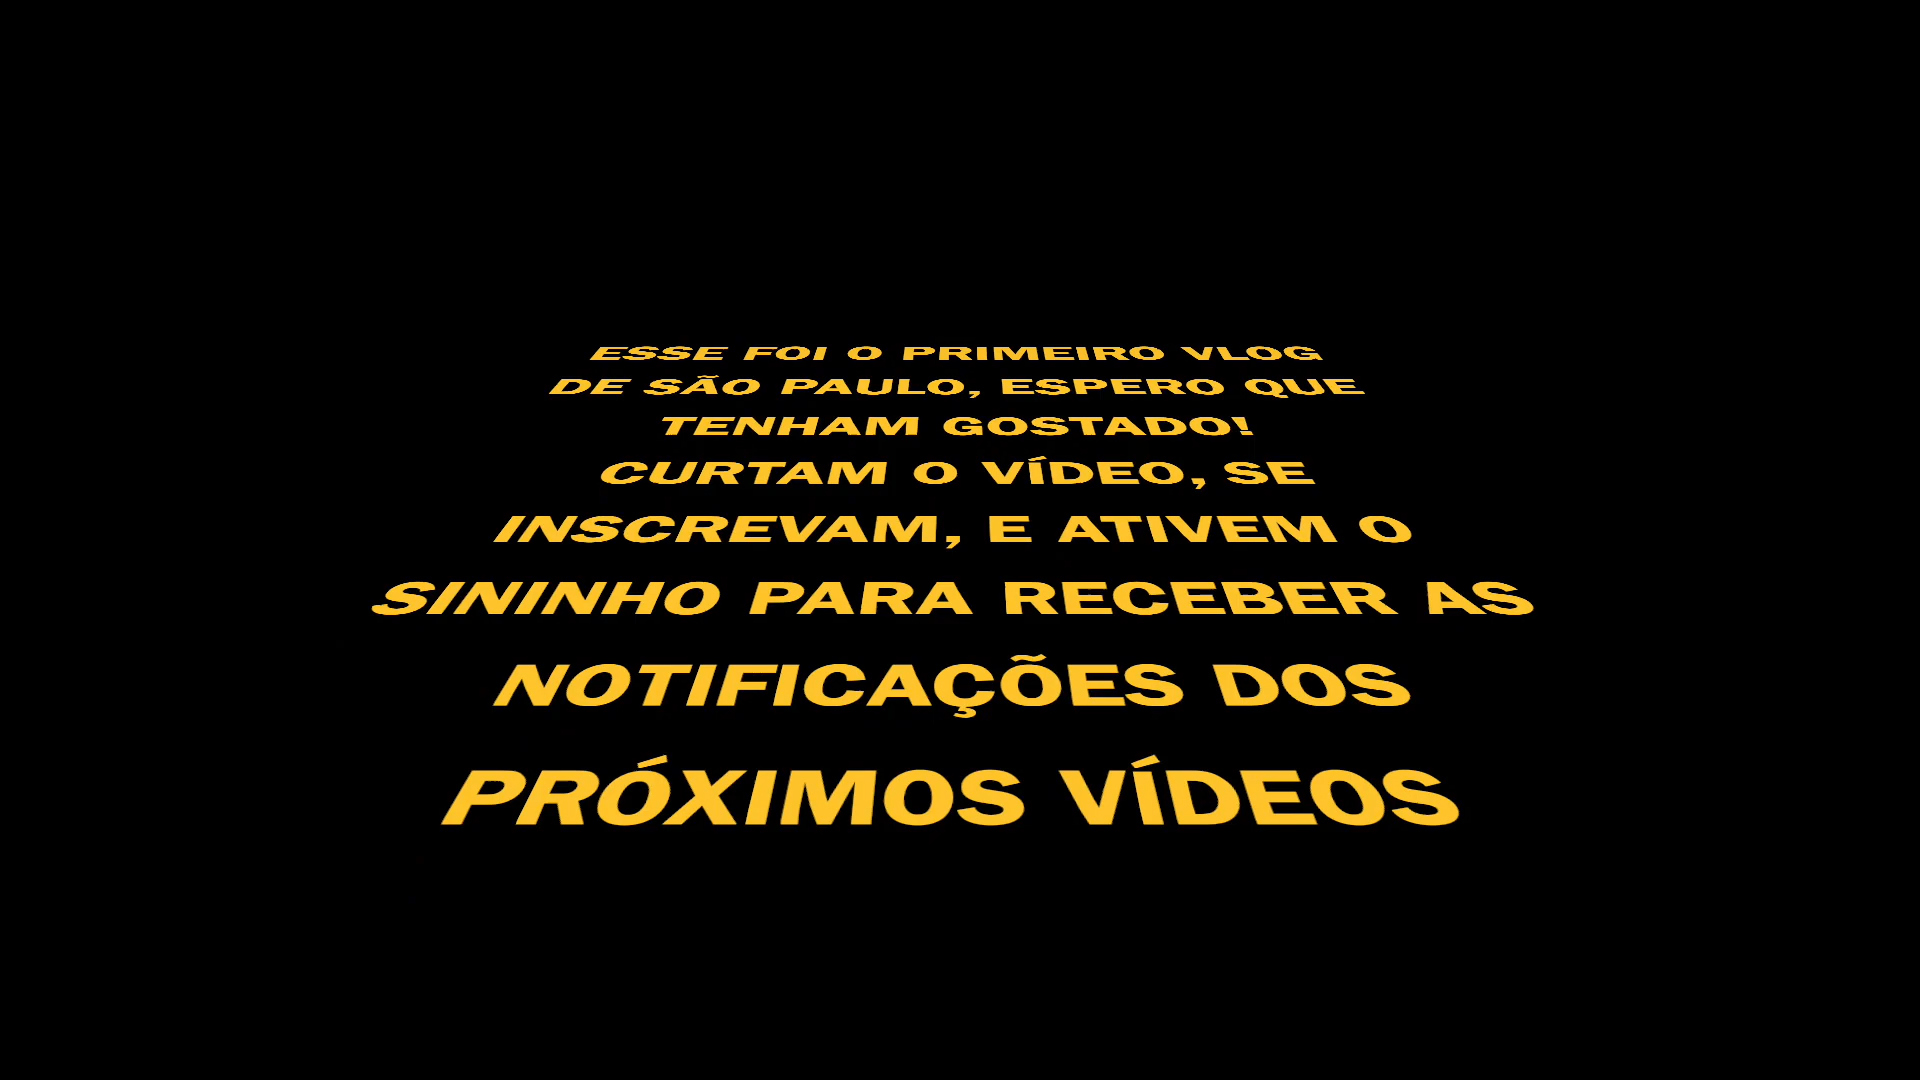 ESSE FOI O PRIMEIRO VLOG
DE SÃO PAULO, ESPERO QUE
TENHAM GOSTADO!
CURTAM O VÍDEO, SE
INSCREVAM, E ATIVEM O
SININHO PARA RECEBER AS
NOTIFICAÇÕES DOS
PRÓXIMOS VÍDEOS